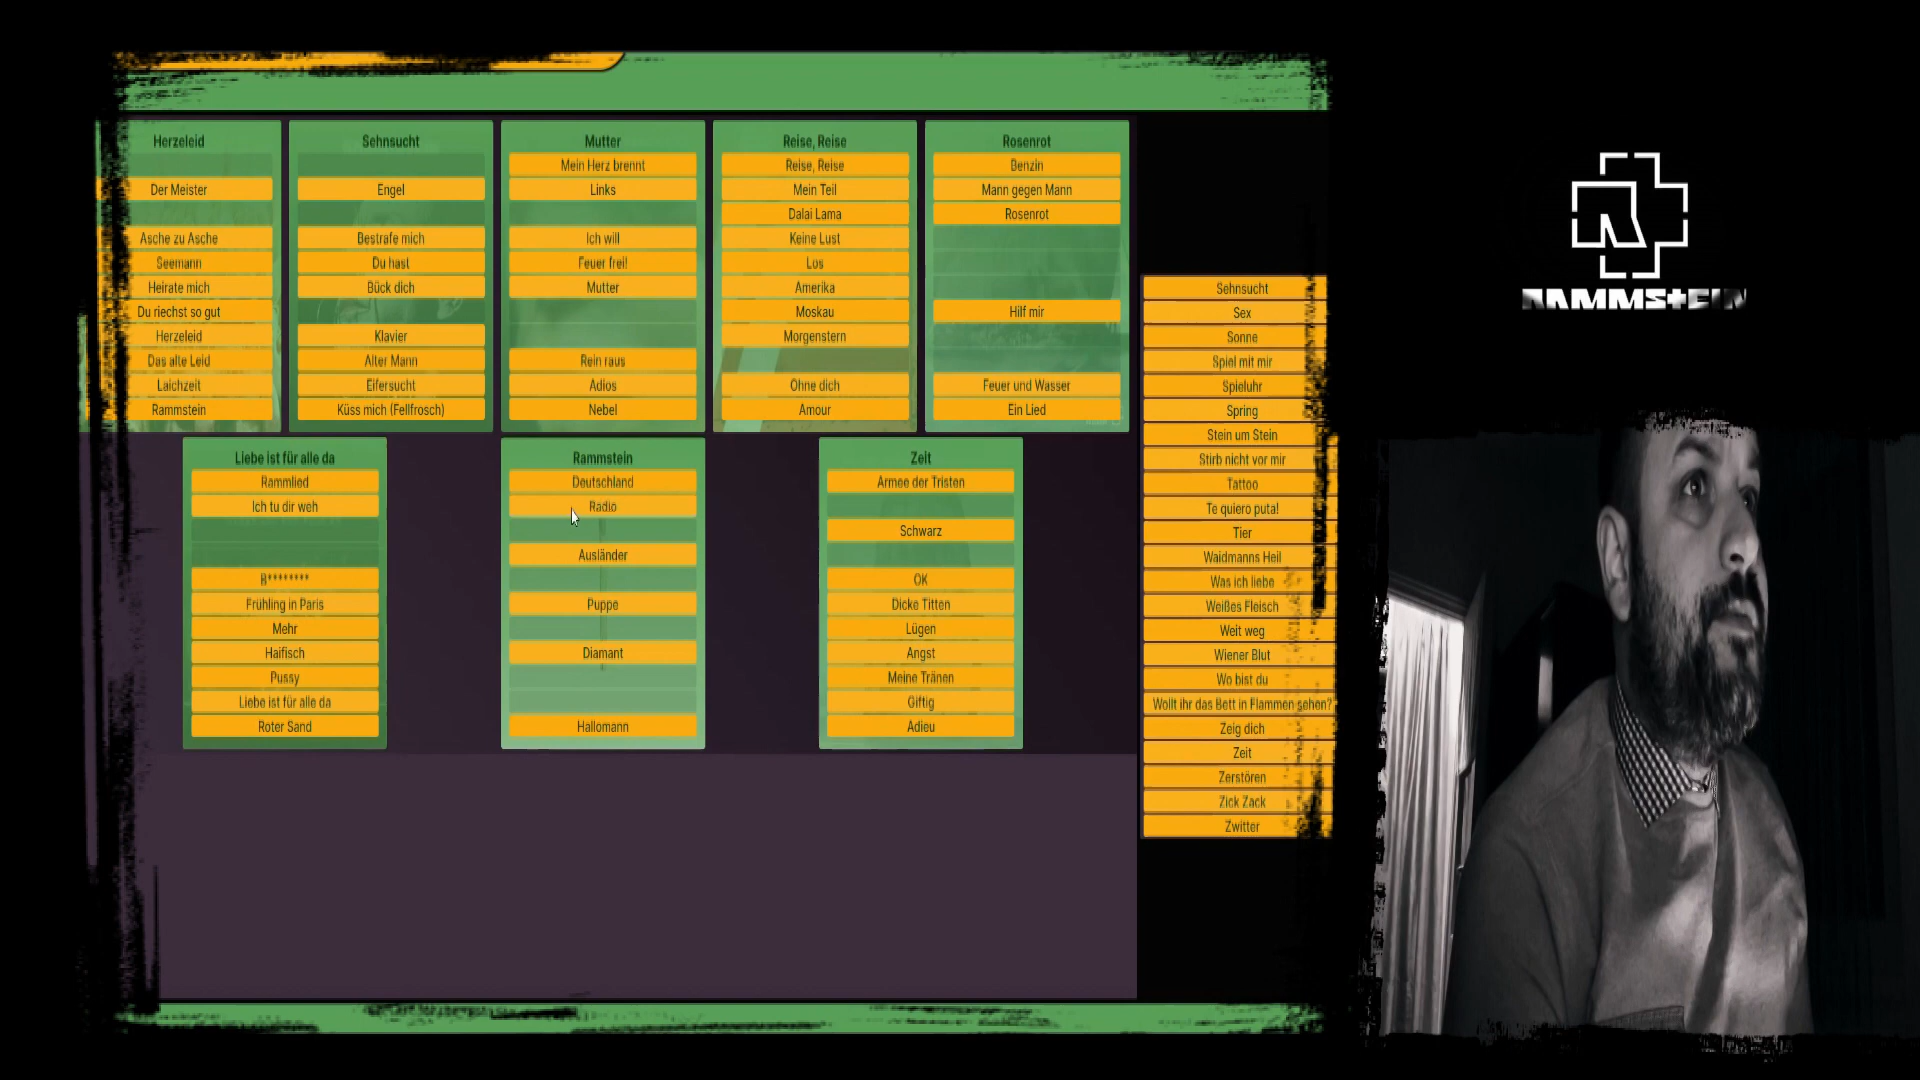 Herzeleid
Der Meister
Asche zu Asche
Seemann
Heirate mich
Du riechst so gut
Herzeleid
Das alte Leid
Laichzeit
Rammstein
Sehnsucht
Engel
Bestrafe mich
Du hast
Bück dich
Klavier
Alter Mann
Eifersucht
Küss mich (Fellfrosch)
Mutter
Mein Herz brennt
Links
Ich will
Feuer frei!
Mutter
Rein raus
Adios
Nebel
Reise, Reise
Reise, Reise
Mein Teil
Dalai Lama
Keine Lust
Los
Amerika
Moskau
Morgenstern
Ohne dich
Amour
Rosenrot
Benzin
Mann gegen Mann
Rosenrot
Hilf mir
Feuer und Wasser
Ein Lied
Liebe ist für alle da
Rammlied
Ich tu dir weh
B********
Frühling in Paris
Mehr
Haifisch
Pussy
Liebe ist für alle da
Roter Sand
Rammstein
Deutschland
Radio
Ausländer
Puppe
Diamant
Hallomann
Zeit
Armee der Tristen
Schwarz
OK
Dicke Titten
Lügen
Angst
Meine Tränen
Giftig
Adieu
Sehnsucht
Sex
Sonne
Spiel mit mir
Spieluhr
Spring
Stein um Stein
Stirb nicht vor mir
Tattoo
Te quiero puta!
Tier
Waidmanns Heil
Was ich liebe
Weißes Fleisch
Weit weg
Wiener Blut
Wo bist du
Wollt ihr das Bett in Flammen sehen?
Zeig dich
Zeit
Zerstören
Zick Zack
Zwitter
RAMMSTEIN